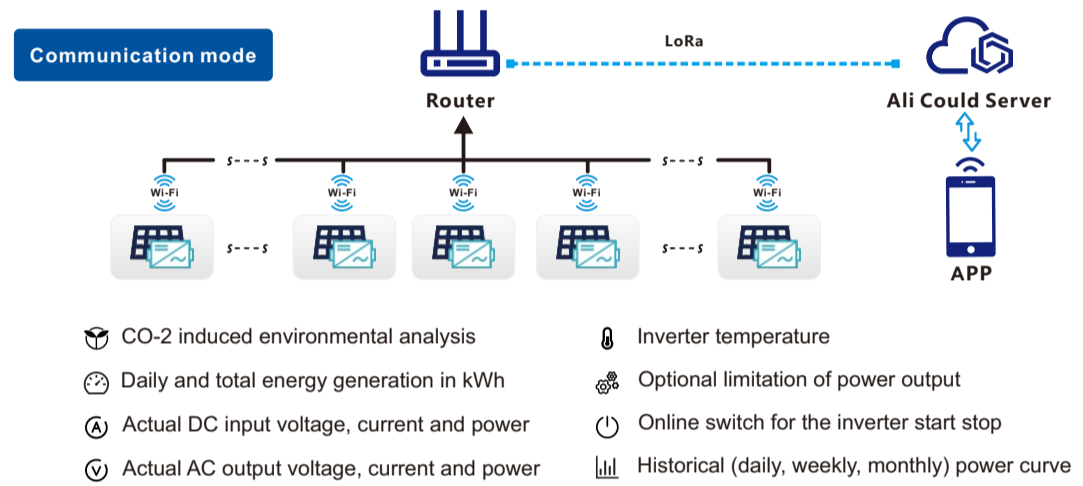 Communication mode
LoRa
Router
Ali Could Server
s---s
s---s
Wi-Fi
Wi-Fi
Wi-Fi
Wi-Fi
Wi-Fi
s---s
s---s
APP
CO-2 induced environmental analysis
Daily and total energy generation in kWh
A
Actual DC input voltage, current and power
V
Actual AC output voltage, current and power
Inverter temperature
Optional limitation of power output
Online switch for the inverter start stop
Historical (daily, weekly, monthly) power curve